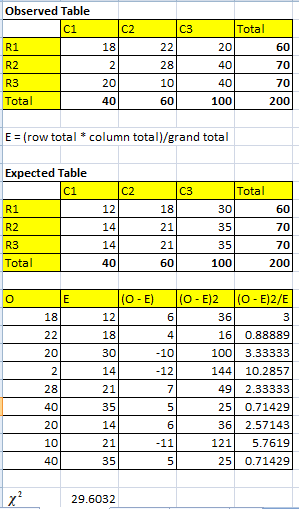 Observed Table
C1 C2 C3 Total
R1 18 22 20 60
R2 2 28 40 70
R3 20 10 40 70
Total 40 60 100 200
E = (row total * column total)/grand total
Expected Table
C1 C2 C3 Total
R1 12 18 30 60
R2 14 21 35 70
R3 14 21 35 70
Total 40 60 100 200
O E (O - E) (O - E)2 (O - E)2/E
18 12 6 36 3
22 18 4 16 0.88889
20 30 -10 100 3.33333
2 14 -12 144 10.2857
28 21 7 49 2.33333
40 35 5 25 0.71429
20 14 6 36 2.57143
10 21 -11 121 5.7619
40 35 5 25 0.71429
χ² 29.6032